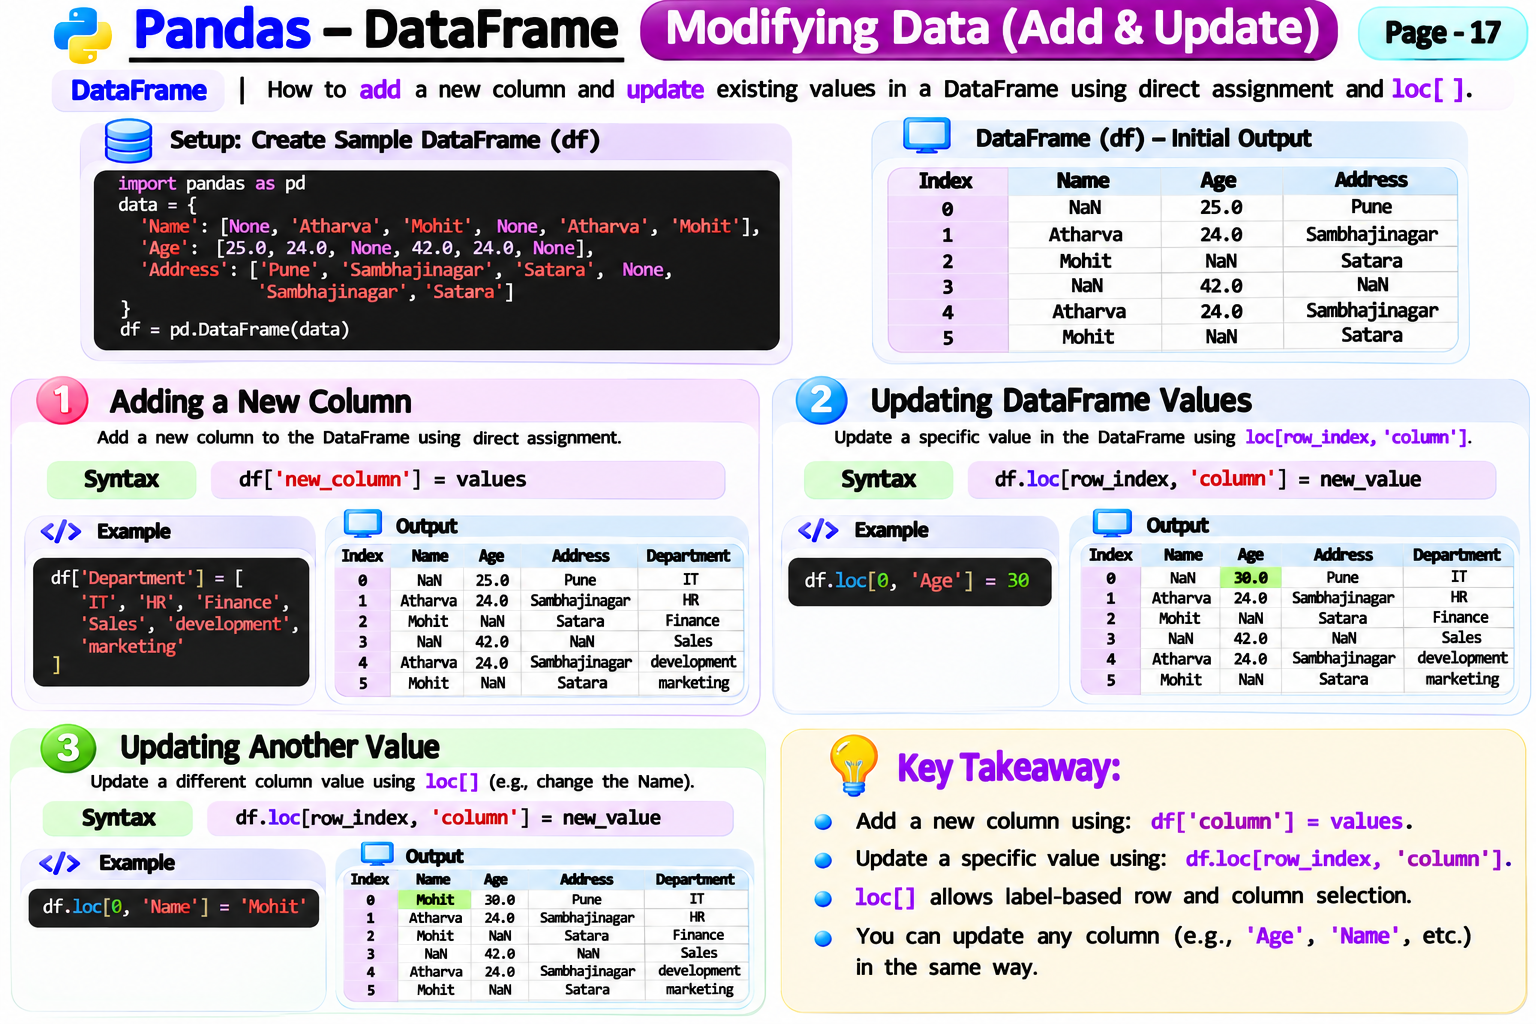 Pandas – DataFrame
Modifying Data (Add & Update)
Page - 17
DataFrame | How to add a new column and update existing values in a DataFrame using direct assignment and loc[ ].
Setup: Create Sample DataFrame (df)
import pandas as pd
data = {
'Name': [None, 'Atharva', 'Mohit', None, 'Atharva', 'Mohit'],
'Age': [25.0, 24.0, None, 42.0, 24.0, None],
'Address': ['Pune', 'Sambhajinagar', 'Satara', None,
'Sambhajinagar', 'Satara']
}
df = pd.DataFrame(data)
DataFrame (df) – Initial Output
Index Name Age Address
0 NaN 25.0 Pune
1 Atharva 24.0 Sambhajinagar
2 Mohit NaN Satara
3 NaN 42.0 NaN
4 Atharva 24.0 Sambhajinagar
5 Mohit NaN Satara
1 Adding a New Column
Add a new column to the DataFrame using direct assignment.
Syntax df['new_column'] = values
</> Example
df['Department'] = [
'IT', 'HR', 'Finance',
'Sales', 'development',
'marketing'
]
Output
Index Name Age Address Department
0 NaN 25.0 Pune IT
1 Atharva 24.0 Sambhajinagar HR
2 Mohit NaN Satara Finance
3 NaN 42.0 NaN Sales
4 Atharva 24.0 Sambhajinagar development
5 Mohit NaN Satara marketing
2 Updating DataFrame Values
Update a specific value in the DataFrame using loc[row_index, 'column'].
Syntax df.loc[row_index, 'column'] = new_value
</> Example
df.loc[0, 'Age'] = 30
Output
Index Name Age Address Department
0 NaN 30.0 Pune IT
1 Atharva 24.0 Sambhajinagar HR
2 Mohit NaN Satara Finance
3 NaN 42.0 NaN Sales
4 Atharva 24.0 Sambhajinagar development
5 Mohit NaN Satara marketing
3 Updating Another Value
Update a different column value using loc[] (e.g., change the Name).
Syntax df.loc[row_index, 'column'] = new_value
</> Example
df.loc[0, 'Name'] = 'Mohit'
Output
Index Name Age Address Department
0 Mohit 30.0 Pune IT
1 Atharva 24.0 Sambhajinagar HR
2 Mohit NaN Satara Finance
3 NaN 42.0 NaN Sales
4 Atharva 24.0 Sambhajinagar development
5 Mohit NaN Satara marketing
Key Takeaway:
Add a new column using: df['column'] = values.
Update a specific value using: df.loc[row_index, 'column'].
loc[] allows label-based row and column selection.
You can update any column (e.g., 'Age', 'Name', etc.)
in the same way.